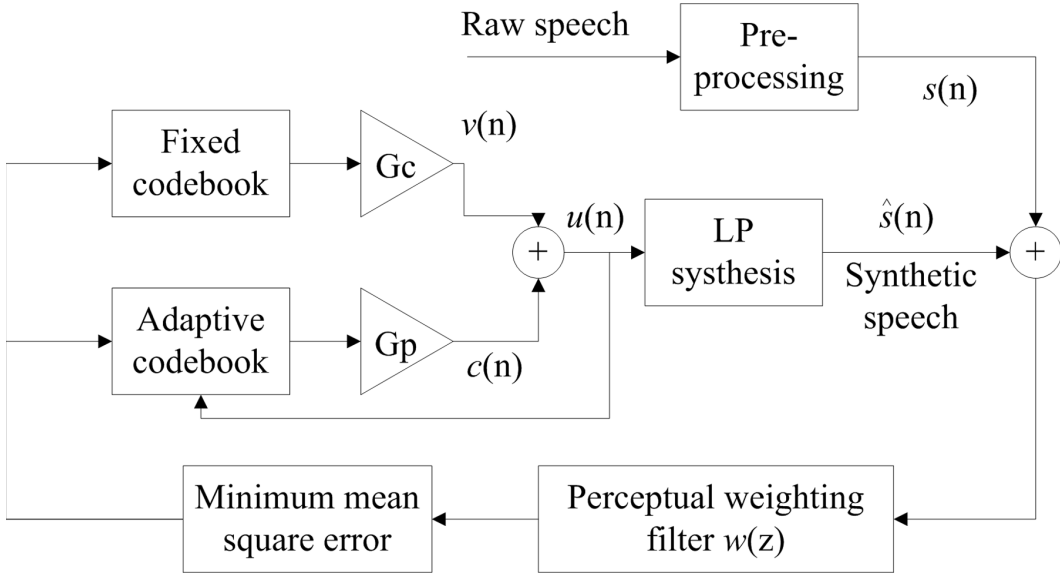 Raw speech
Pre-
processing
s(n)
Fixed
codebook
Gc
v(n)
+
u(n)
LP
systhesis
ŝ(n)
Synthetic
speech
+
Adaptive
codebook
Gp
c(n)
Minimum mean
square error
Perceptual weighting
filter w(z)